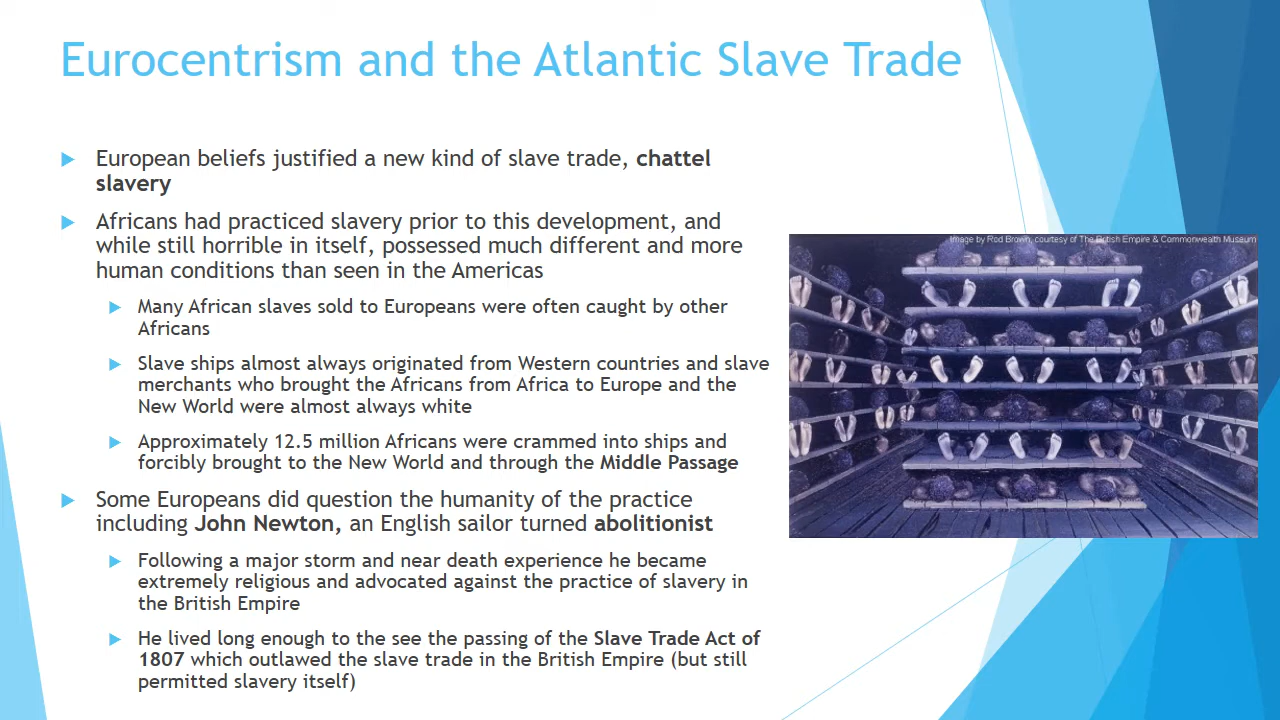 Eurocentrism and the Atlantic Slave Trade
European beliefs justified a new kind of slave trade, chattel
slavery
Africans had practiced slavery prior to this development, and
while still horrible in itself, possessed much different and more
human conditions than seen in the Americas
Many African slaves sold to Europeans were often caught by other
Africans
Slave ships almost always originated from Western countries and slave
merchants who brought the Africans from Africa to Europe and the
New World were almost always white
Approximately 12.5 million Africans were crammed into ships and
forcibly brought to the New World and through the Middle Passage
Some Europeans did question the humanity of the practice
including John Newton, an English sailor turned abolitionist
Following a major storm and near death experience he became
extremely religious and advocated against the practice of slavery in
the British Empire
He lived long enough to the see the passing of the Slave Trade Act of
1807 which outlawed the slave trade in the British Empire (but still
permitted slavery itself)
Image by Rod Brown, courtesy of The British Empire & Commonwealth Museum